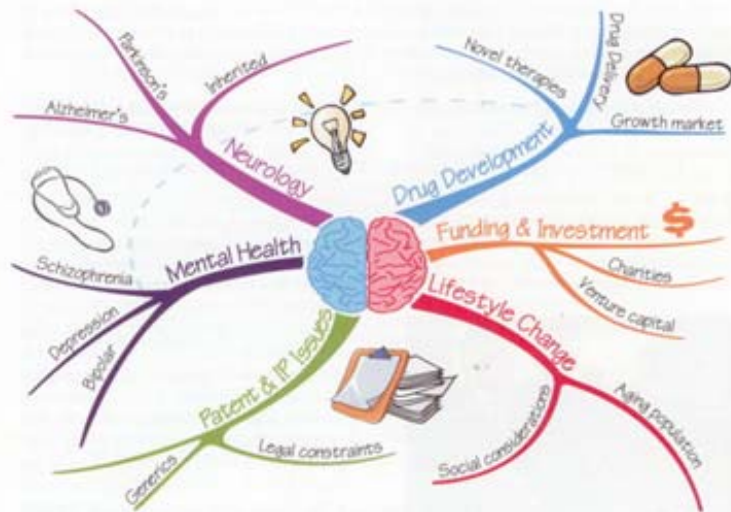 Parkinson's
Alzheimer's
Inherited
Neurology
Novel therapies
Drug Delivery
Growth market
Drug Development
Funding & Investment
$
Charities
Venture capital
Lifestyle Change
Aging population
Social considerations
Mental Health
Schizophrenia
Depression
Bipolar
Patent & IP Issues
Generics
Legal constraints